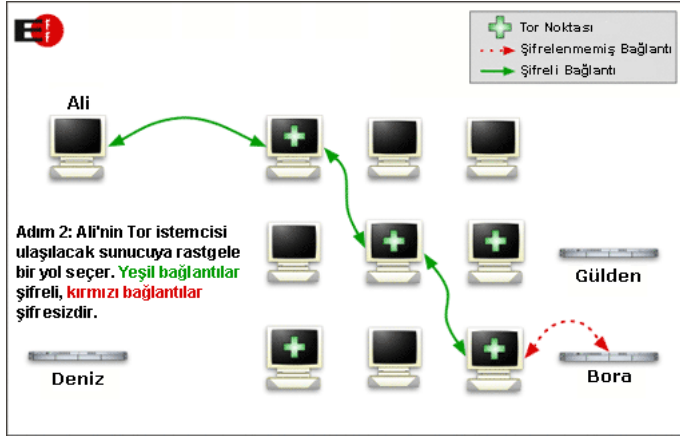 EFF
Tor Noktası
Şifrelenmemiş Bağlantı
Şifreli Bağlantı
Ali
Adım 2: Ali'nin Tor istemcisi
ulaşılacak sunucuya rastgele
bir yol seçer. Yeşil bağlantılar
şifreli, kırmızı bağlantılar
şifresizdir.
Gülden
Deniz
Bora